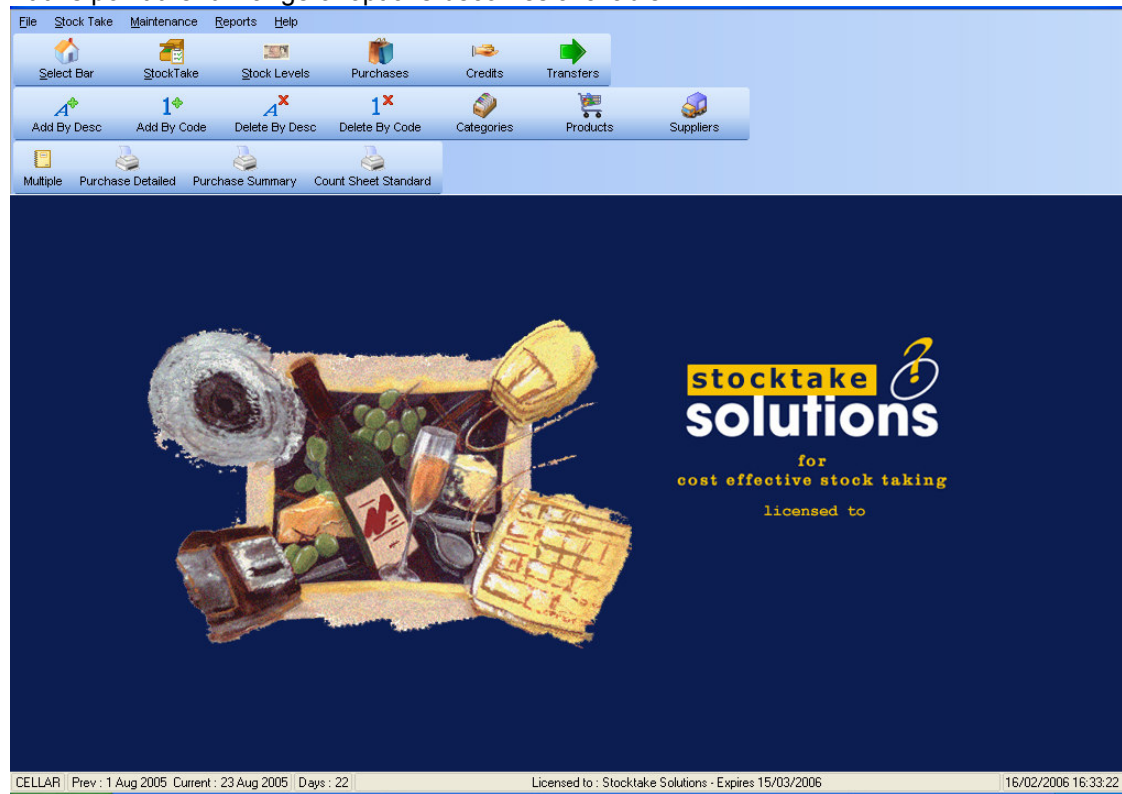 File Stock Take Maintenance Reports Help
Select Bar StockTake Stock Levels Purchases Credits Transfers
Add By Desc Add By Code Delete By Desc Delete By Code Categories Products Suppliers
Multiple Purchase Detailed Purchase Summary Count Sheet Standard
stocktake
solutions
for
cost effective stock taking
licensed to
CELLAR Prev : 1 Aug 2005 Current : 23 Aug 2005 Days : 22 Licensed to : Stocktake Solutions - Expires 15/03/2006 16/02/2006 16:33:22